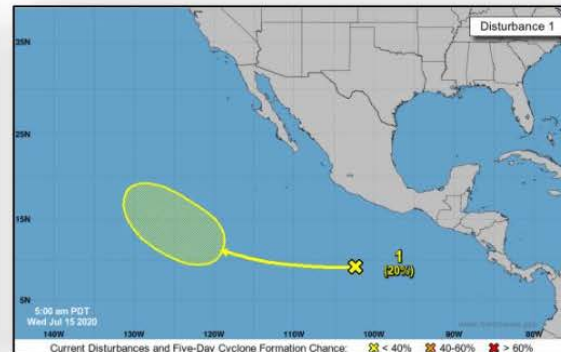 Disturbance 1
35N
25N
15N
1
(20%)
5N
5:00 am PDT
Wed Jul 15 2020
140W 130W 120W 110W 100W 90W 80W
Current Disturbances and Five-Day Cyclone Formation Chance: < 40% 40-60% > 60%